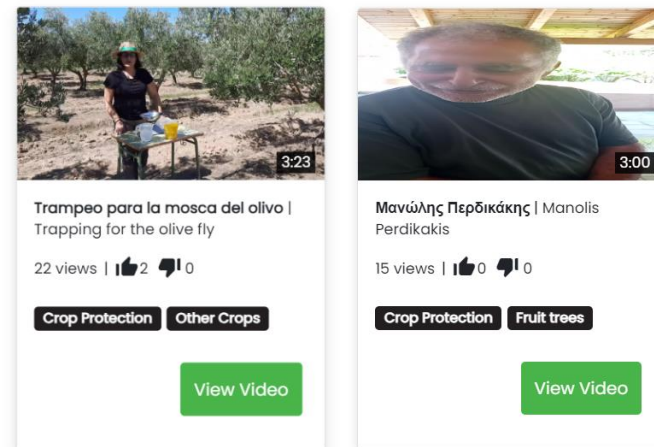 3:23
Trampeo para la mosca del olivo |
Trapping for the olive fly
22 views | 2 0
Crop Protection Other Crops
View Video
3:00
Μανώλης Περδικάκης | Manolis
Perdikakis
15 views | 0 0
Crop Protection Fruit trees
View Video